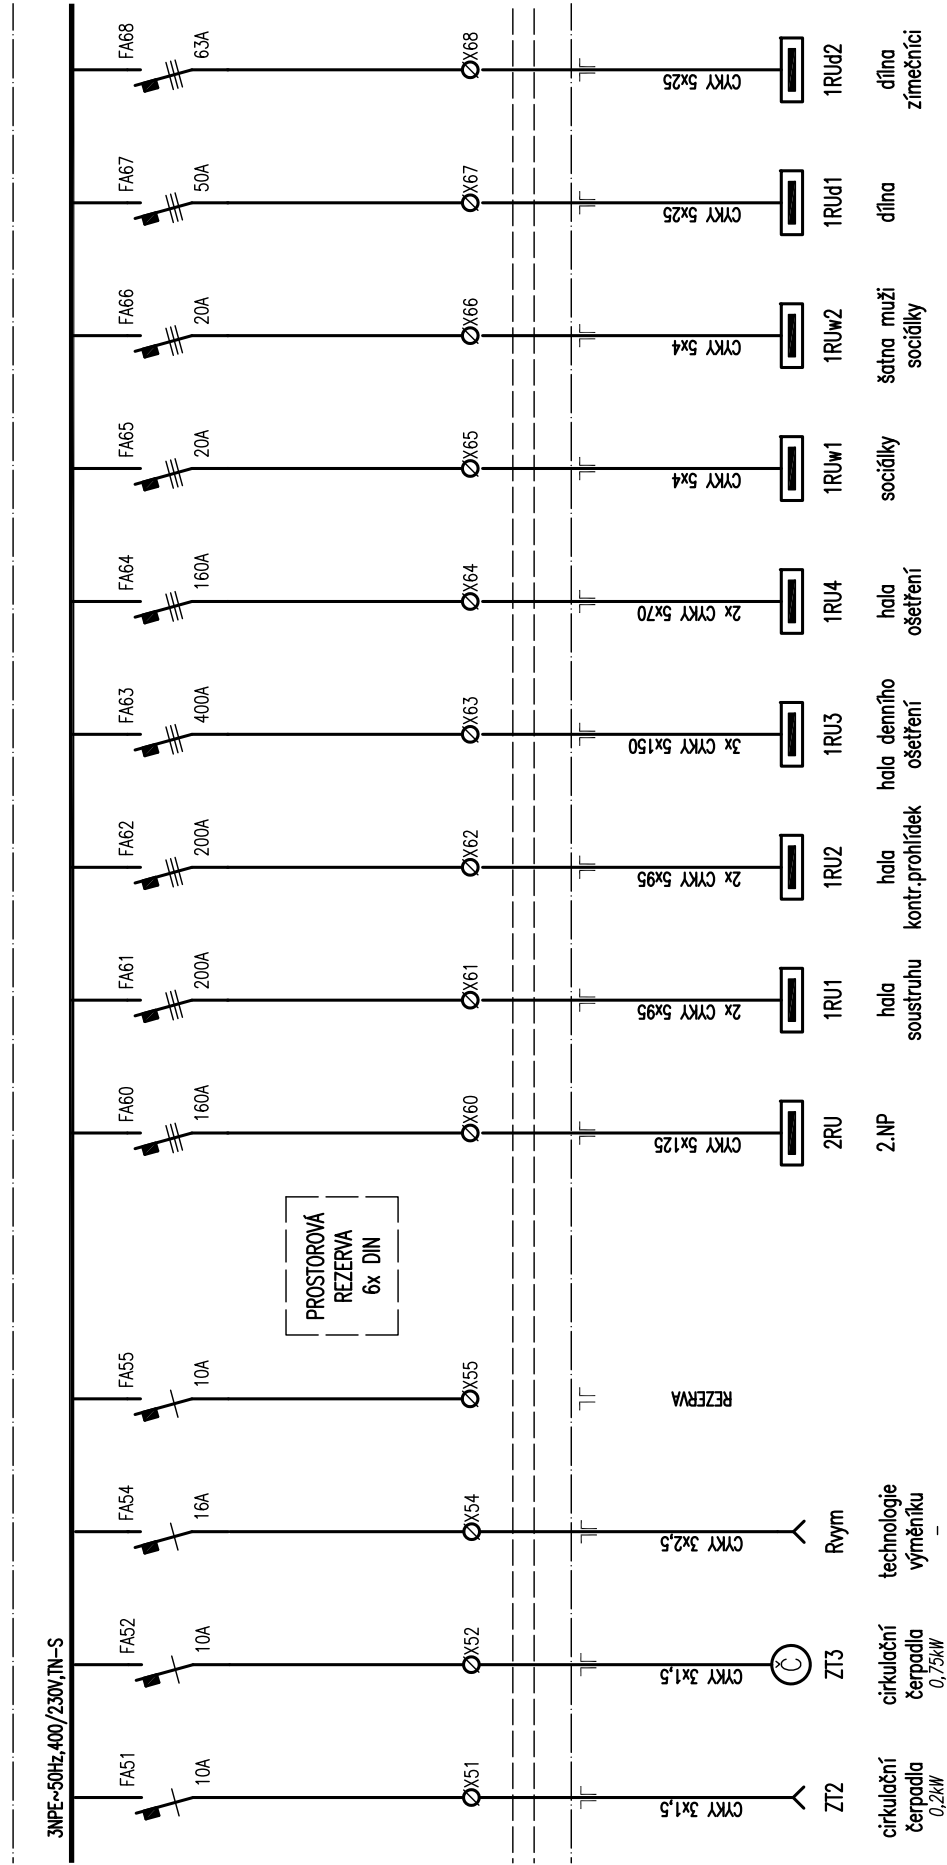 3NPE~50Hz,400/230V,TN-S
FA51
10A
X51
CYKY 3x1,5
ZT2
cirkulační
čerpadla
0,2kW
FA52
10A
X52
CYKY 3x1,5
Č
ZT3
cirkulační
čerpadla
0,75kW
FA54
16A
X54
CYKY 3x2,5
Rvym
technologie
výměníku
-
FA55
10A
X55
REZERVA
PROSTOROVÁ
REZERVA
6x DIN
FA60
160A
X60
CYKY 5x125
2RU
2.NP
FA61
200A
X61
2x CYKY 5x95
1RU1
hala
soustruhu
FA62
200A
X62
2x CYKY 5x95
1RU2
hala
kontr.prohlídek
FA63
400A
X63
3x CYKY 5x150
1RU3
hala denního
ošetření
FA64
160A
X64
2x CYKY 5x70
1RU4
hala
ošetření
FA65
20A
X65
CYKY 5x4
1RUw1
sociálky
FA66
20A
X66
CYKY 5x4
1RUw2
šatna muži
sociálky
FA67
50A
X67
CYKY 5x25
1RUd1
dílna
FA68
63A
X68
CYKY 5x25
1RUd2
dílna
zímečníci